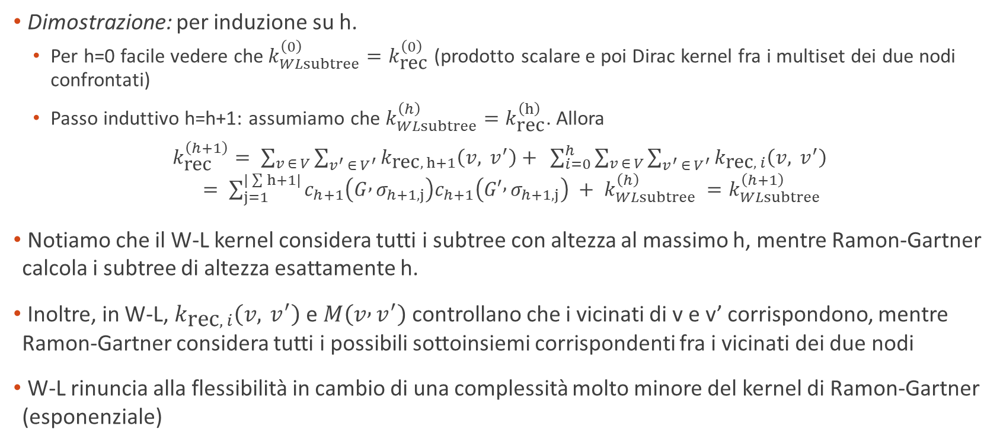 • Dimostrazione: per induzione su h.
• Per h=0 facile vedere che $k_{WL\text{subtree}}^{(0)} = k_{\text{rec}}^{(0)}$ (prodotto scalare e poi Dirac kernel fra i multiset dei due nodi
confrontati)
• Passo induttivo h=h+1: assumiamo che $k_{WL\text{subtree}}^{(h)} = k_{\text{rec}}^{(\text{h})}$. Allora
$k_{\text{rec}}^{(h+1)} = \sum_{v \in V} \sum_{v' \in V'} k_{\text{rec, h+1}}(v, v') + \sum_{i=0}^{h} \sum_{v \in V} \sum_{v' \in V'} k_{\text{rec}, i}(v, v')$
$= \sum_{\text{j}=1}^{|\sum \text{h}+1|} c_{h+1}(G, \sigma_{h+1,\text{j}}) c_{h+1}(G', \sigma_{h+1,\text{j}}) + k_{WL\text{subtree}}^{(h)} = k_{WL\text{subtree}}^{(h+1)}$
• Notiamo che il W-L kernel considera tutti i subtree con altezza al massimo h, mentre Ramon-Gartner
calcola i subtree di altezza esattamente h.
• Inoltre, in W-L, $k_{\text{rec}, i}(v, v')$ e $M(v, v')$ controllano che i vicinati di v e v’ corrispondono, mentre
Ramon-Gartner considera tutti i possibili sottoinsiemi corrispondenti fra i vicinati dei due nodi
• W-L rinuncia alla flessibilità in cambio di una complessità molto minore del kernel di Ramon-Gartner
(esponenziale)